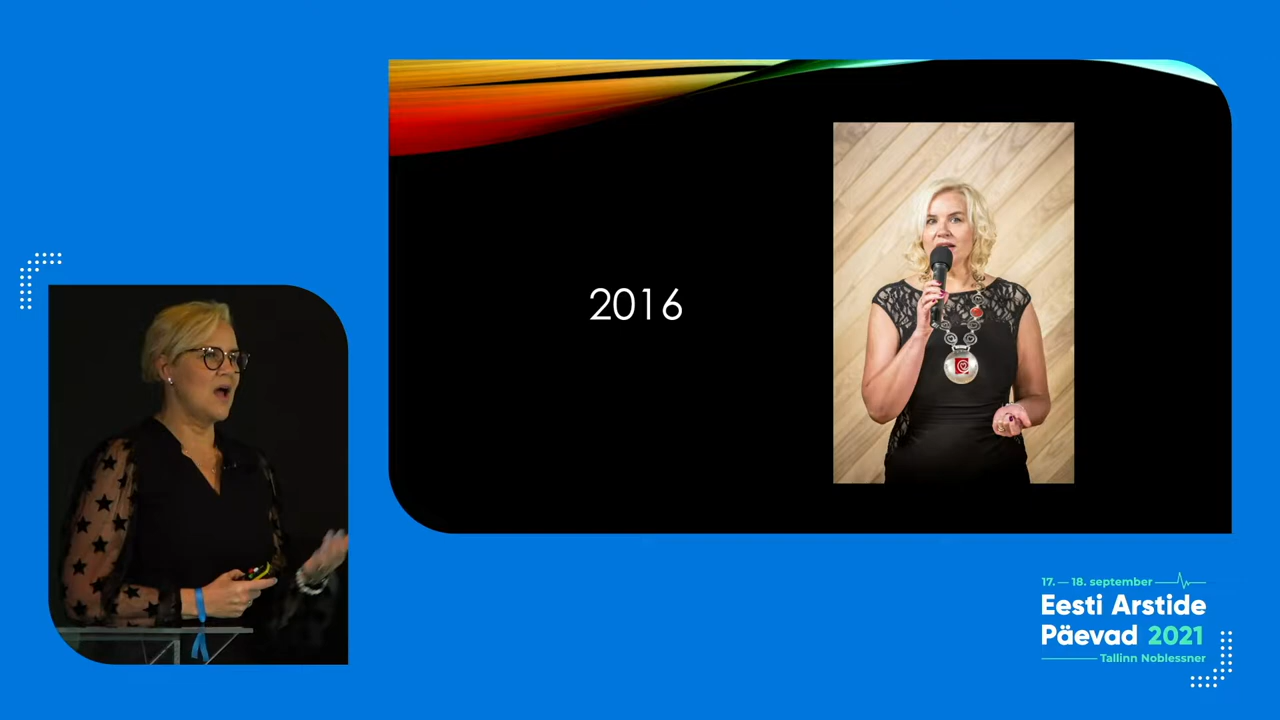 2016
17. — 18. september
Eesti Arstide
Päevad 2021
Tallinn Noblessner